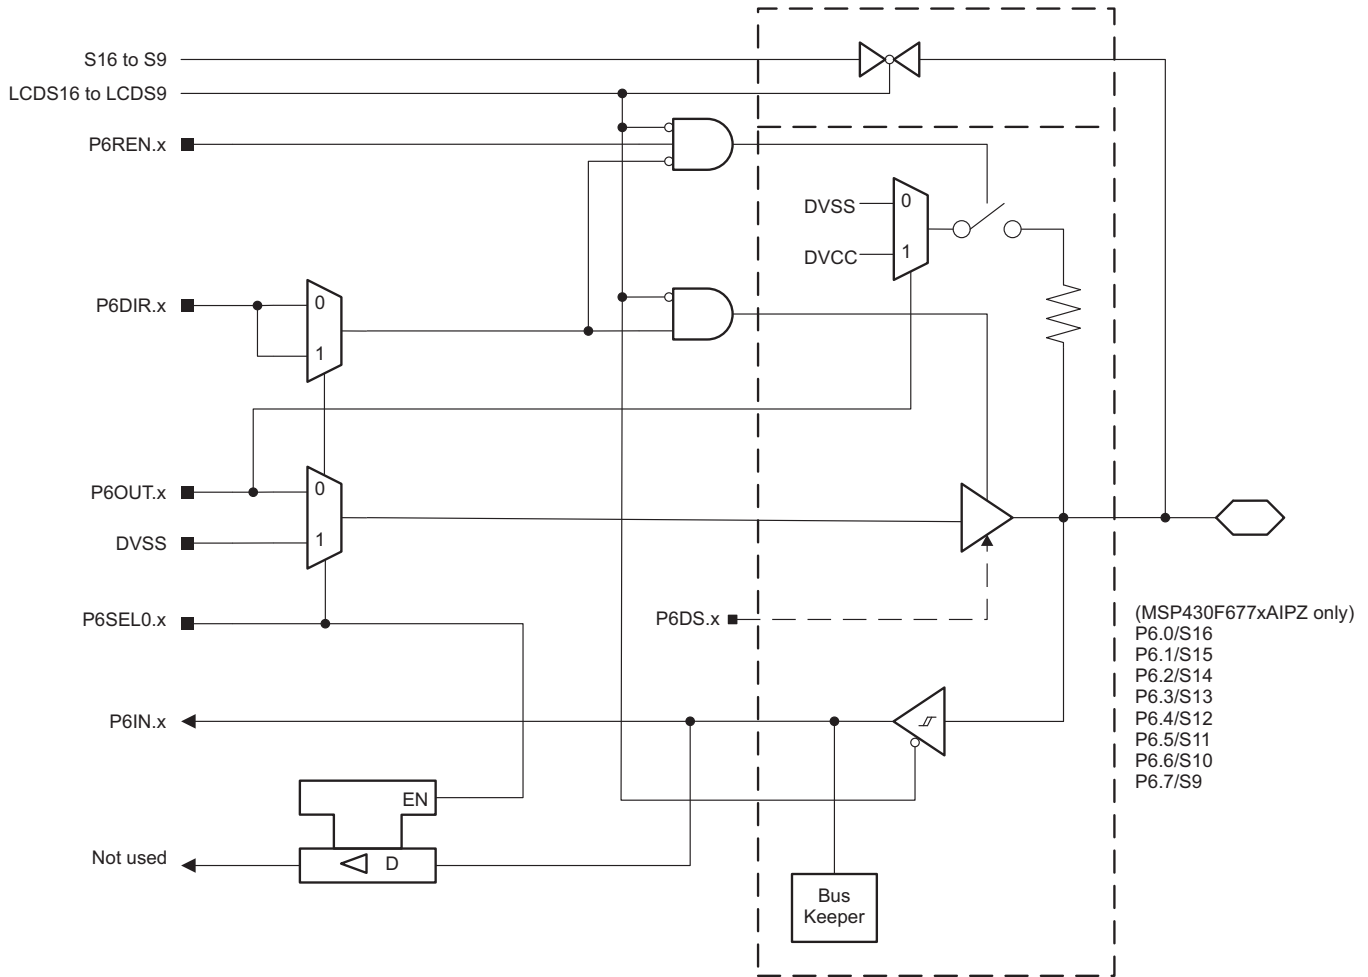 S16 to S9
LCDS16 to LCDS9
P6REN.x
DVSS
0
DVCC
1
P6DIR.x
0
1
P6OUT.x
0
DVSS
1
P6SEL0.x
P6DS.x
(MSP430F677xAIPZ only)
P6.0/S16
P6.1/S15
P6.2/S14
P6.3/S13
P6.4/S12
P6.5/S11
P6.6/S10
P6.7/S9
P6IN.x
EN
Not used
D
Bus
Keeper